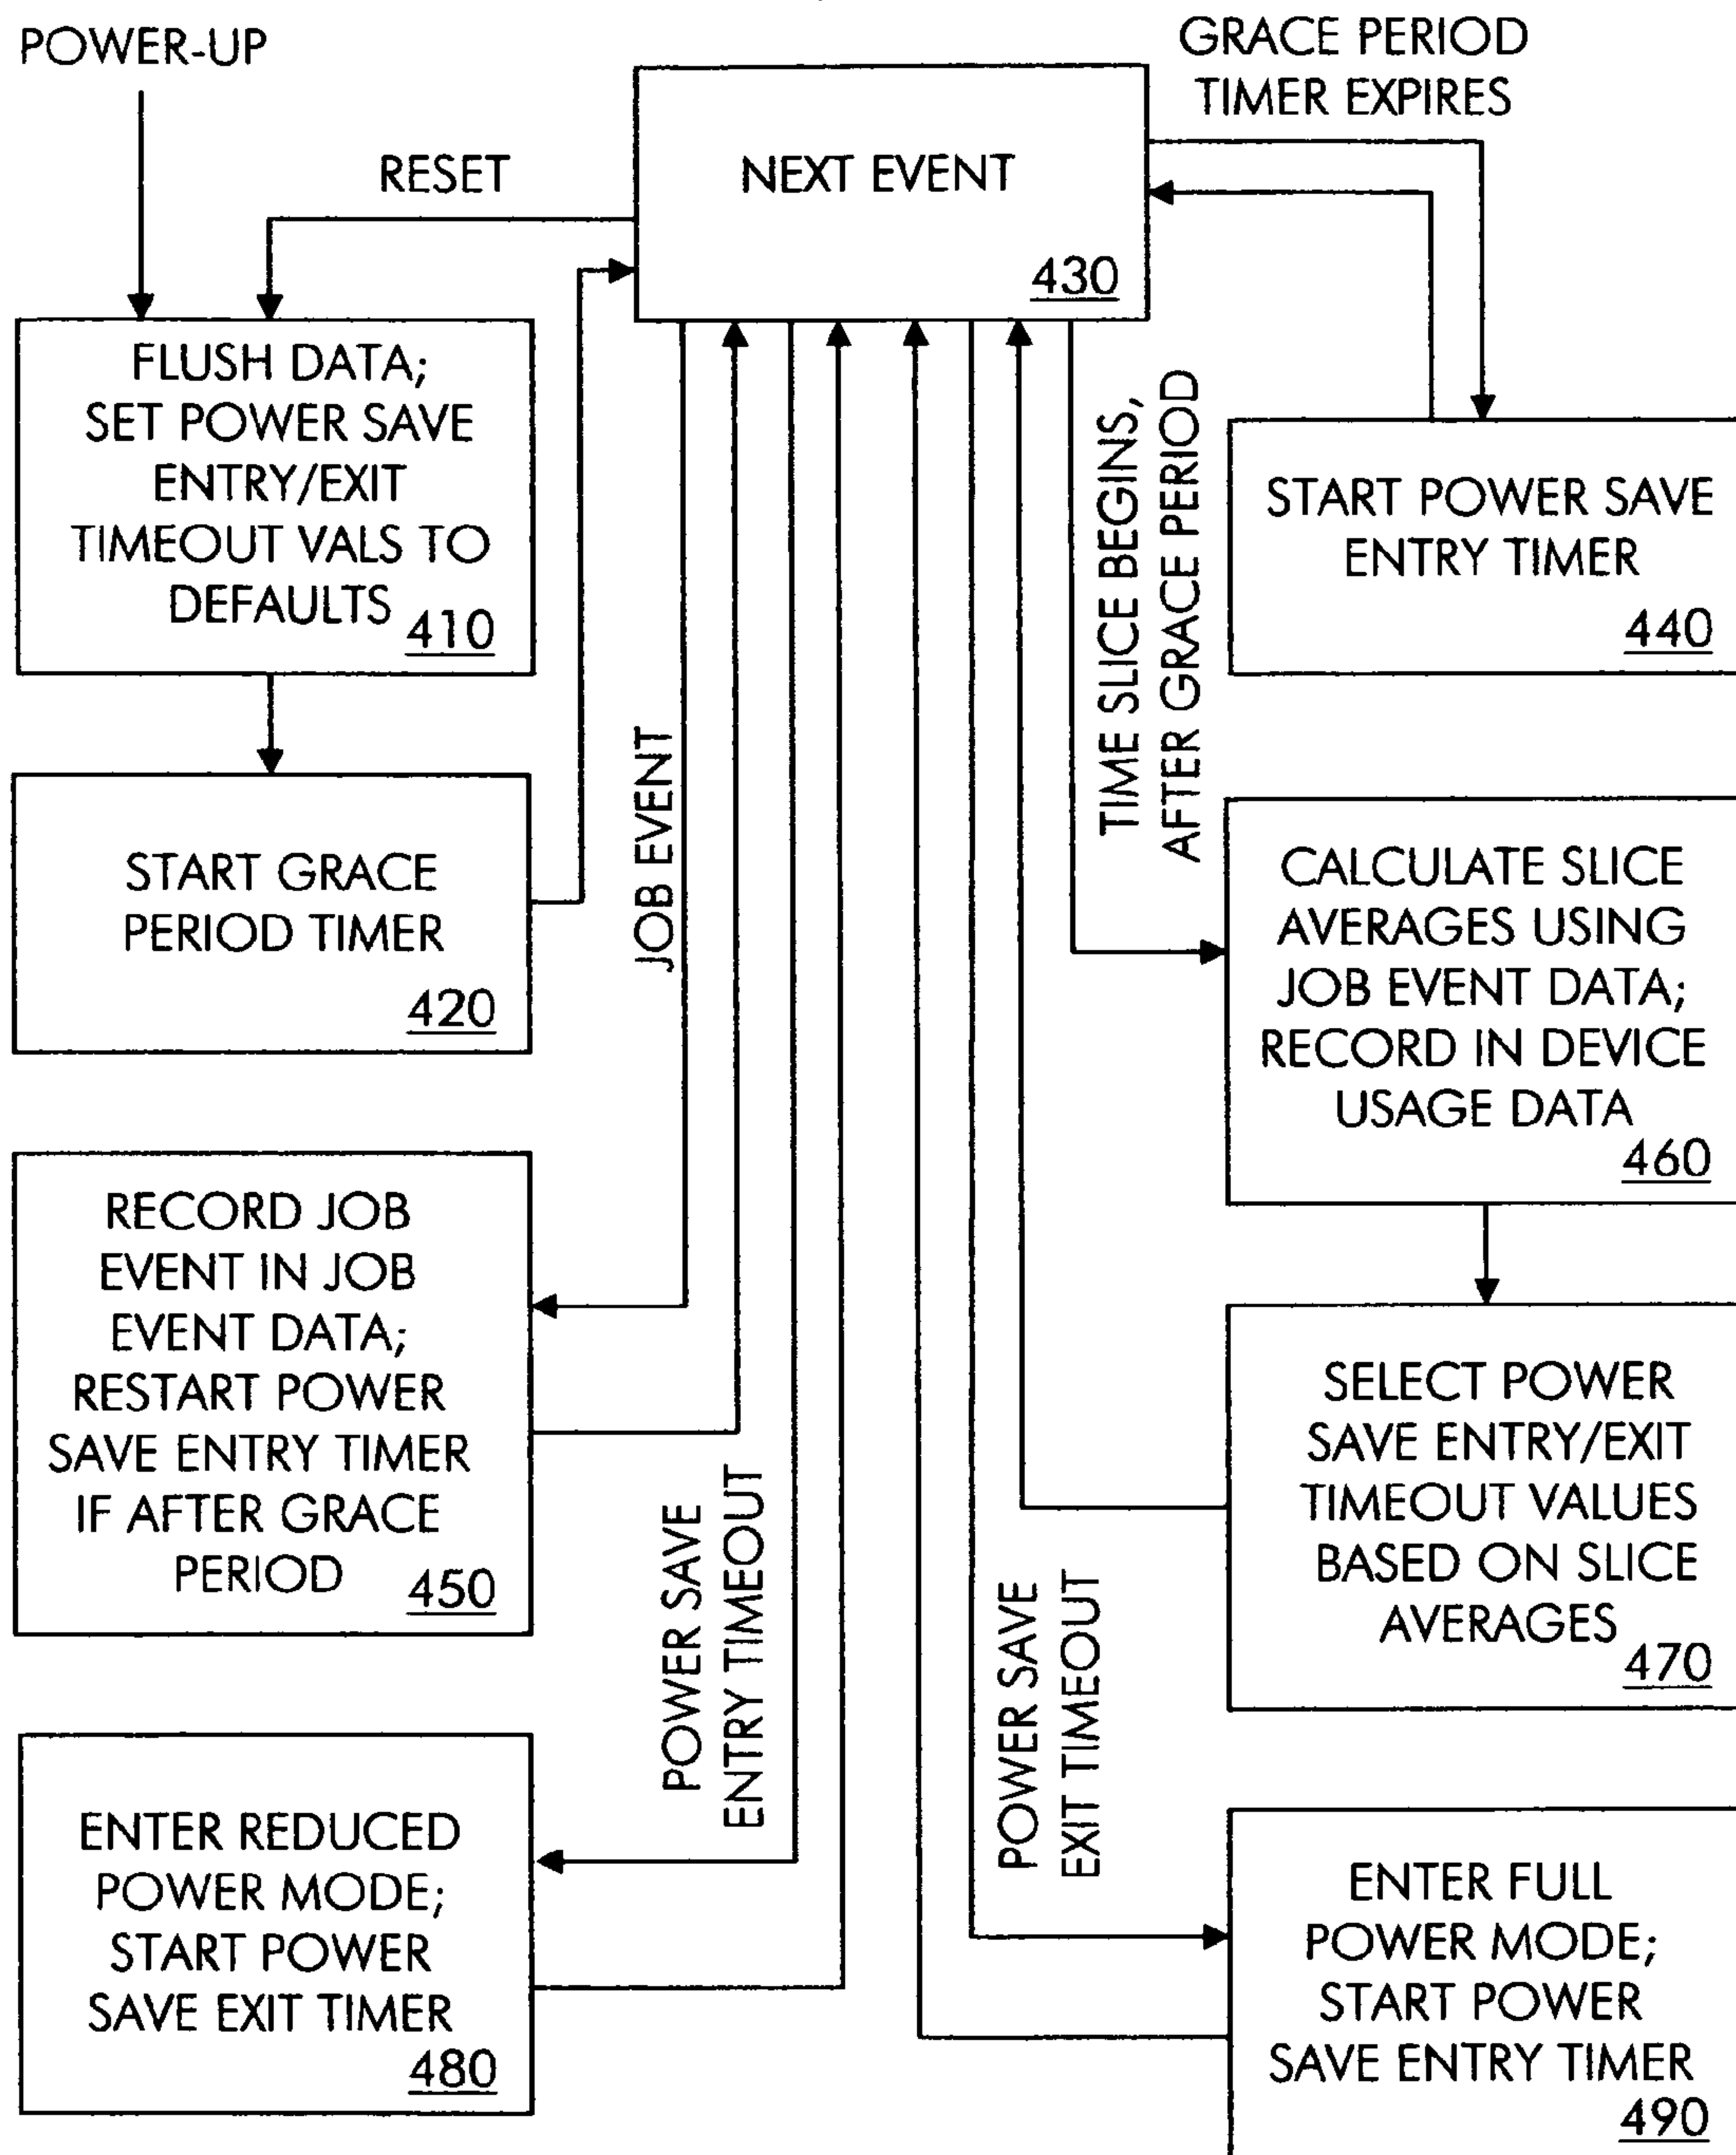 POWER-UP
GRACE PERIOD
TIMER EXPIRES
RESET
NEXT EVENT
430
FLUSH DATA;
SET POWER SAVE
ENTRY/EXIT
TIMEOUT VALS TO
DEFAULTS
410
START POWER SAVE
ENTRY TIMER
440
TIME SLICE BEGINS,
AFTER GRACE PERIOD
JOB EVENT
START GRACE
PERIOD TIMER
420
CALCULATE SLICE
AVERAGES USING
JOB EVENT DATA;
RECORD IN DEVICE
USAGE DATA
460
RECORD JOB
EVENT IN JOB
EVENT DATA;
RESTART POWER
SAVE ENTRY TIMER
IF AFTER GRACE
PERIOD
450
SELECT POWER
SAVE ENTRY/EXIT
TIMEOUT VALUES
BASED ON SLICE
AVERAGES
470
POWER SAVE
ENTRY TIMEOUT
POWER SAVE
EXIT TIMEOUT
ENTER REDUCED
POWER MODE;
START POWER
SAVE EXIT TIMER
480
ENTER FULL
POWER MODE;
START POWER
SAVE ENTRY TIMER
490